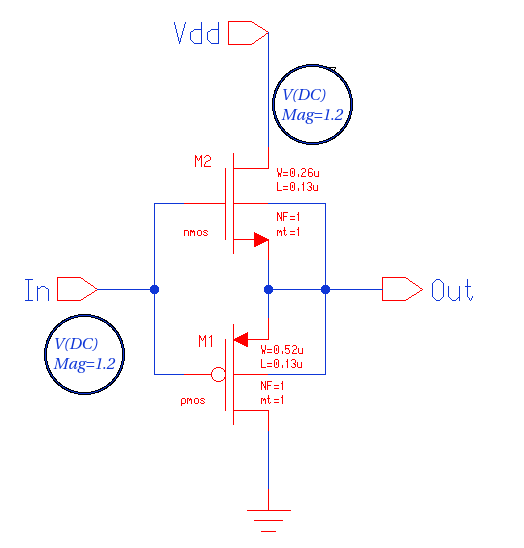 Vdd
V(DC)
Mag=1.2
M2
W=0.26u
L=0.13u
NF=1
nmos
mt=1
In
Out
V(DC)
Mag=1.2
M1
W=0.52u
L=0.13u
NF=1
pmos
mt=1